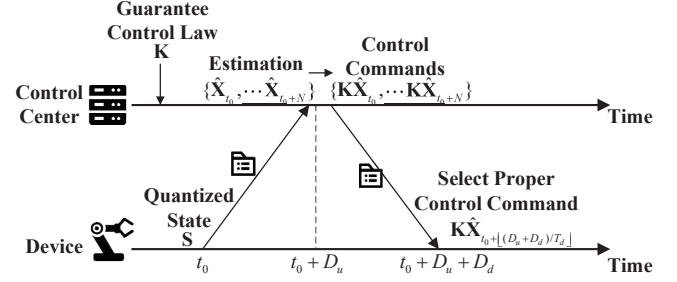 Guarantee
Control Law
K
Estimation
{X̂_{t_0}, ⋯ X̂_{t_0+N}}
Control
Commands
{KX̂_{t_0}, ⋯ KX̂_{t_0+N}}
Control
Center
Time
Quantized
State
S
Select Proper
Control Command
KX̂_{t_0+⌊(D_u+D_d)/T_d⌋}
Device
Time
t_0
t_0 + D_u
t_0 + D_u + D_d